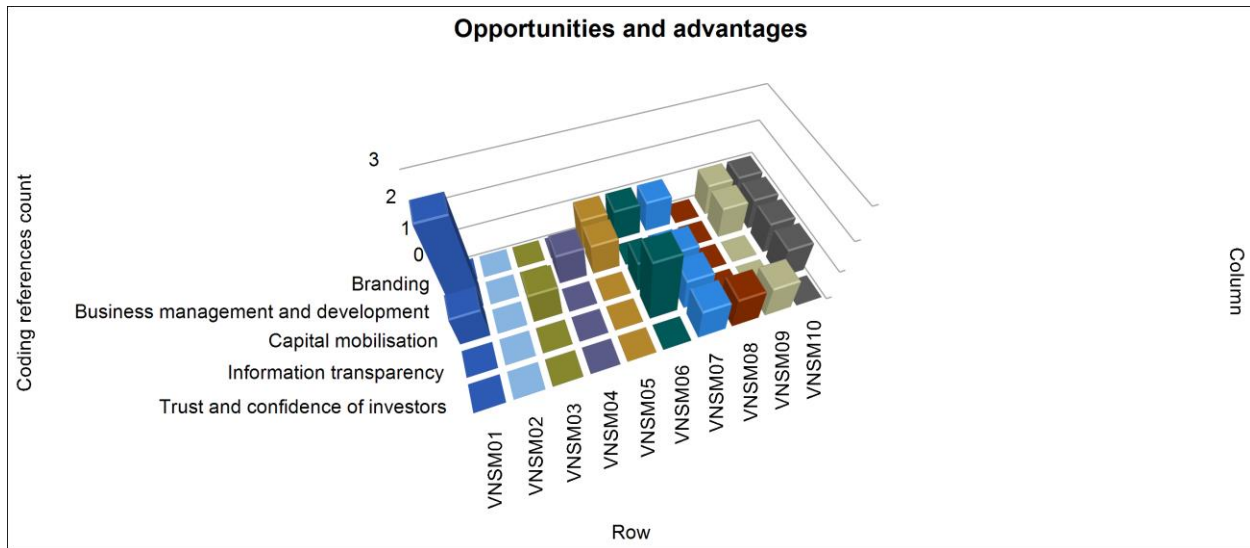 Opportunities and advantages
Coding references count
3
2
1
0
Branding
Business management and development
Capital mobilisation
Information transparency
Trust and confidence of investors
VNSM01
VNSM02
VNSM03
VNSM04
VNSM05
VNSM06
VNSM07
VNSM08
VNSM09
VNSM10
Row
Column